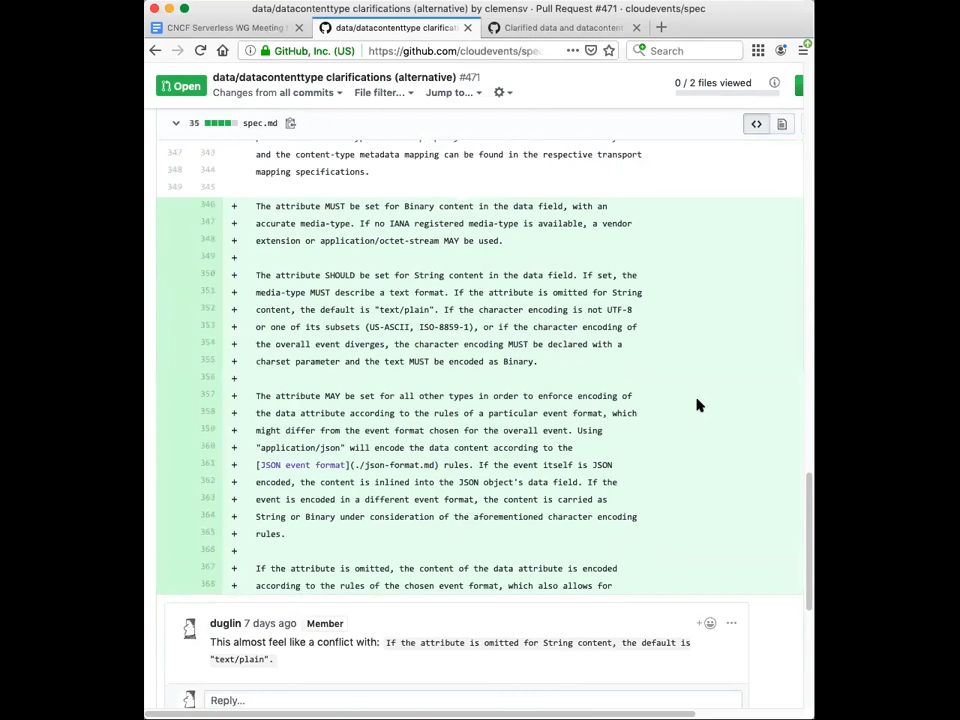 data/datacontenttype clarifications (alternative) by clemensv · Pull Request #471 · cloudevents/spec
CNCF Serverless WG Meeting
data/datacontenttype clarificati
Clarified data and datacontent
GitHub, Inc. (US)
https://github.com/cloudevents/spe
Search
Open
data/datacontenttype clarifications (alternative) #471
Changes from all commits
File filter...
Jump to...
0 / 2 files viewed
35 spec.md
347 343 and the content-type metadata mapping can be found in the respective transport
348 344 mapping specifications.
349 345
346 + The attribute MUST be set for Binary content in the data field, with an
347 + accurate media-type. If no IANA registered media-type is available, a vendor
348 + extension or application/octet-stream MAY be used.
349 +
350 + The attribute SHOULD be set for String content in the data field. If set, the
351 + media-type MUST describe a text format. If the attribute is omitted for String
352 + content, the default is "text/plain". If the character encoding is not UTF-8
353 + or one of its subsets (US-ASCII, ISO-8859-1), or if the character encoding of
354 + the overall event diverges, the character encoding MUST be declared with a
355 + charset parameter and the text MUST be encoded as Binary.
356 +
357 + The attribute MAY be set for all other types in order to enforce encoding of
358 + the data attribute according to the rules of a particular event format, which
359 + might differ from the event format chosen for the overall event. Using
360 + "application/json" will encode the data content according to the
361 + [JSON event format](./json-format.md) rules. If the event itself is JSON
362 + encoded, the content is inlined into the JSON object's data field. If the
363 + event is encoded in a different event format, the content is carried as
364 + String or Binary under consideration of the aforementioned character encoding
365 + rules.
366 +
367 + If the attribute is omitted, the content of the data attribute is encoded
368 + according to the rules of the chosen event format, which also allows for
duglin 7 days ago Member
This almost feel like a conflict with: If the attribute is omitted for String content, the default is
"text/plain".
Reply...